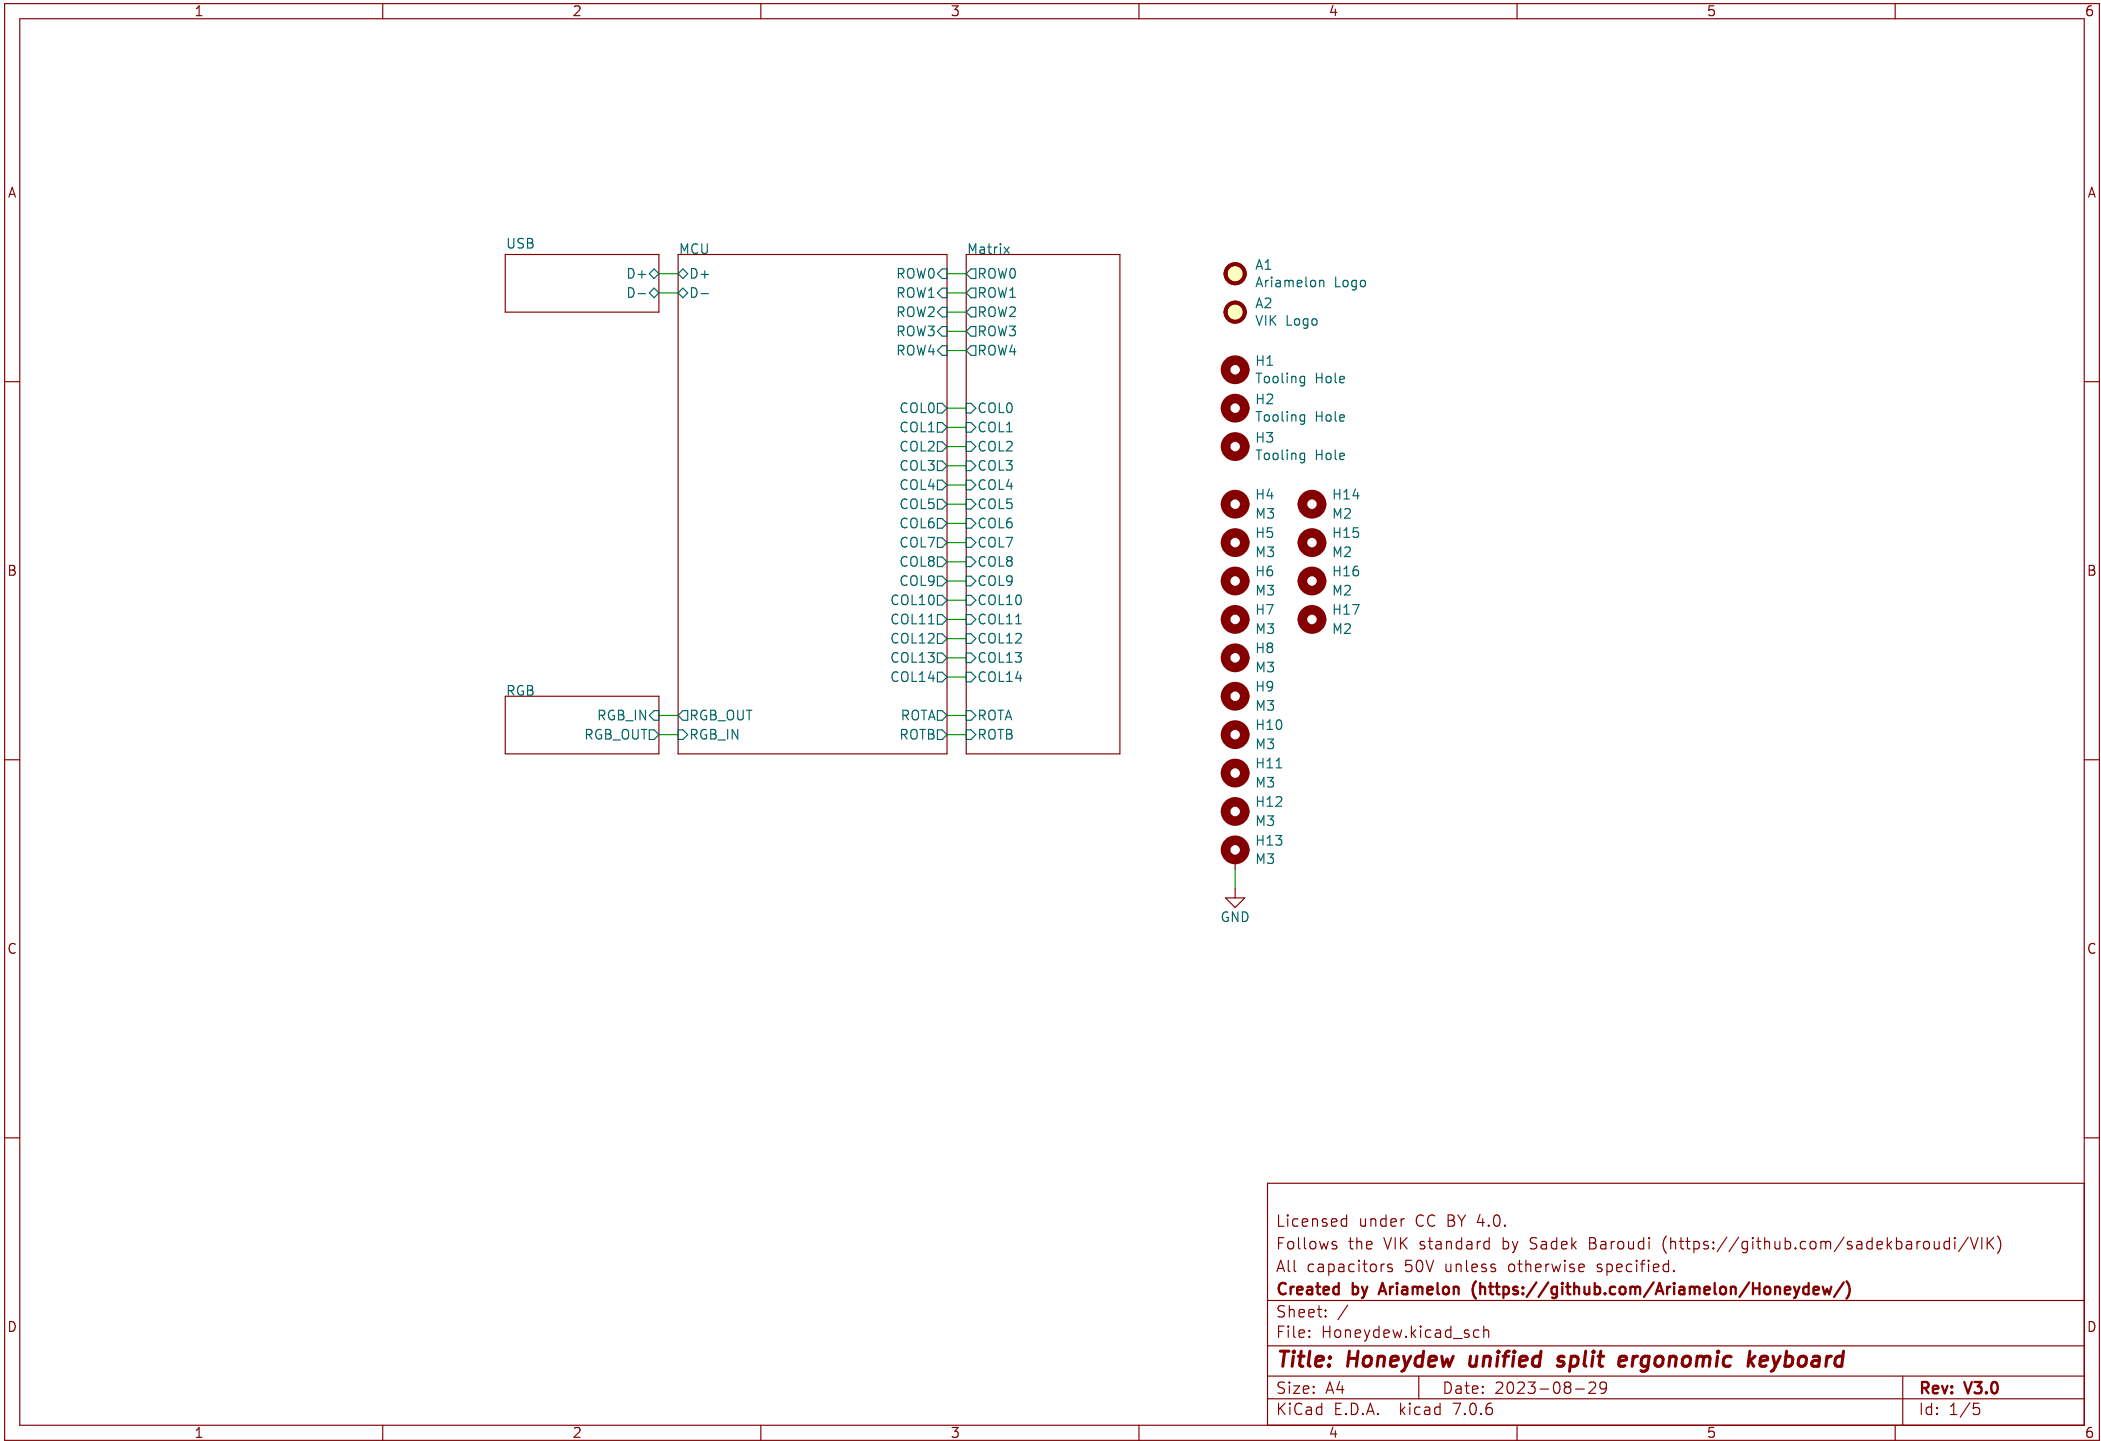 1 2 3 4 5 6
A A
USB
D+ D+
D- D-
MCU
ROW0 ROW0
ROW1 ROW1
ROW2 ROW2
ROW3 ROW3
ROW4 ROW4
COL0 COL0
COL1 COL1
COL2 COL2
COL3 COL3
COL4 COL4
COL5 COL5
COL6 COL6
COL7 COL7
COL8 COL8
COL9 COL9
COL10 COL10
COL11 COL11
COL12 COL12
COL13 COL13
COL14 COL14
ROTA ROTA
ROTB ROTB
Matrix
RGB
RGB_IN RGB_OUT
RGB_OUT RGB_IN
A1
Ariamelon Logo
A2
VIK Logo
H1
Tooling Hole
H2
Tooling Hole
H3
Tooling Hole
H4
M3
H5
M3
H6
M3
H7
M3
H8
M3
H9
M3
H10
M3
H11
M3
H12
M3
H13
M3
GND
H14
M2
H15
M2
H16
M2
H17
M2
B B
C C
D D
Licensed under CC BY 4.0.
Follows the VIK standard by Sadek Baroudi (https://github.com/sadekbaroudi/VIK)
All capacitors 50V unless otherwise specified.
Created by Ariamelon (https://github.com/Ariamelon/Honeydew/)
Sheet: /
File: Honeydew.kicad_sch
Title: Honeydew unified split ergonomic keyboard
Size: A4 Date: 2023-08-29 Rev: V3.0
KiCad E.D.A. kicad 7.0.6 Id: 1/5
1 2 3 4 5 6